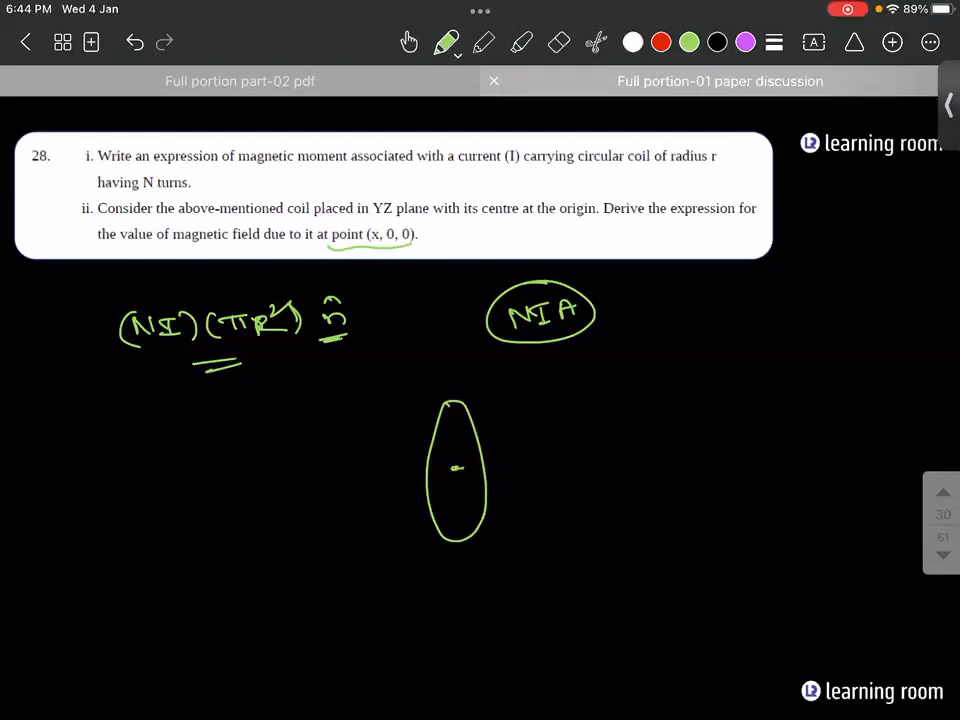 6:44 PM Wed 4 Jan
89%
Full portion part-02 pdf
Full portion-01 paper discussion
learning room
28. i. Write an expression of magnetic moment associated with a current (I) carrying circular coil of radius r
having N turns.
ii. Consider the above-mentioned coil placed in YZ plane with its centre at the origin. Derive the expression for
the value of magnetic field due to it at point (x, 0, 0).
(NI)(πR²) n̂
NIA
30
61
learning room